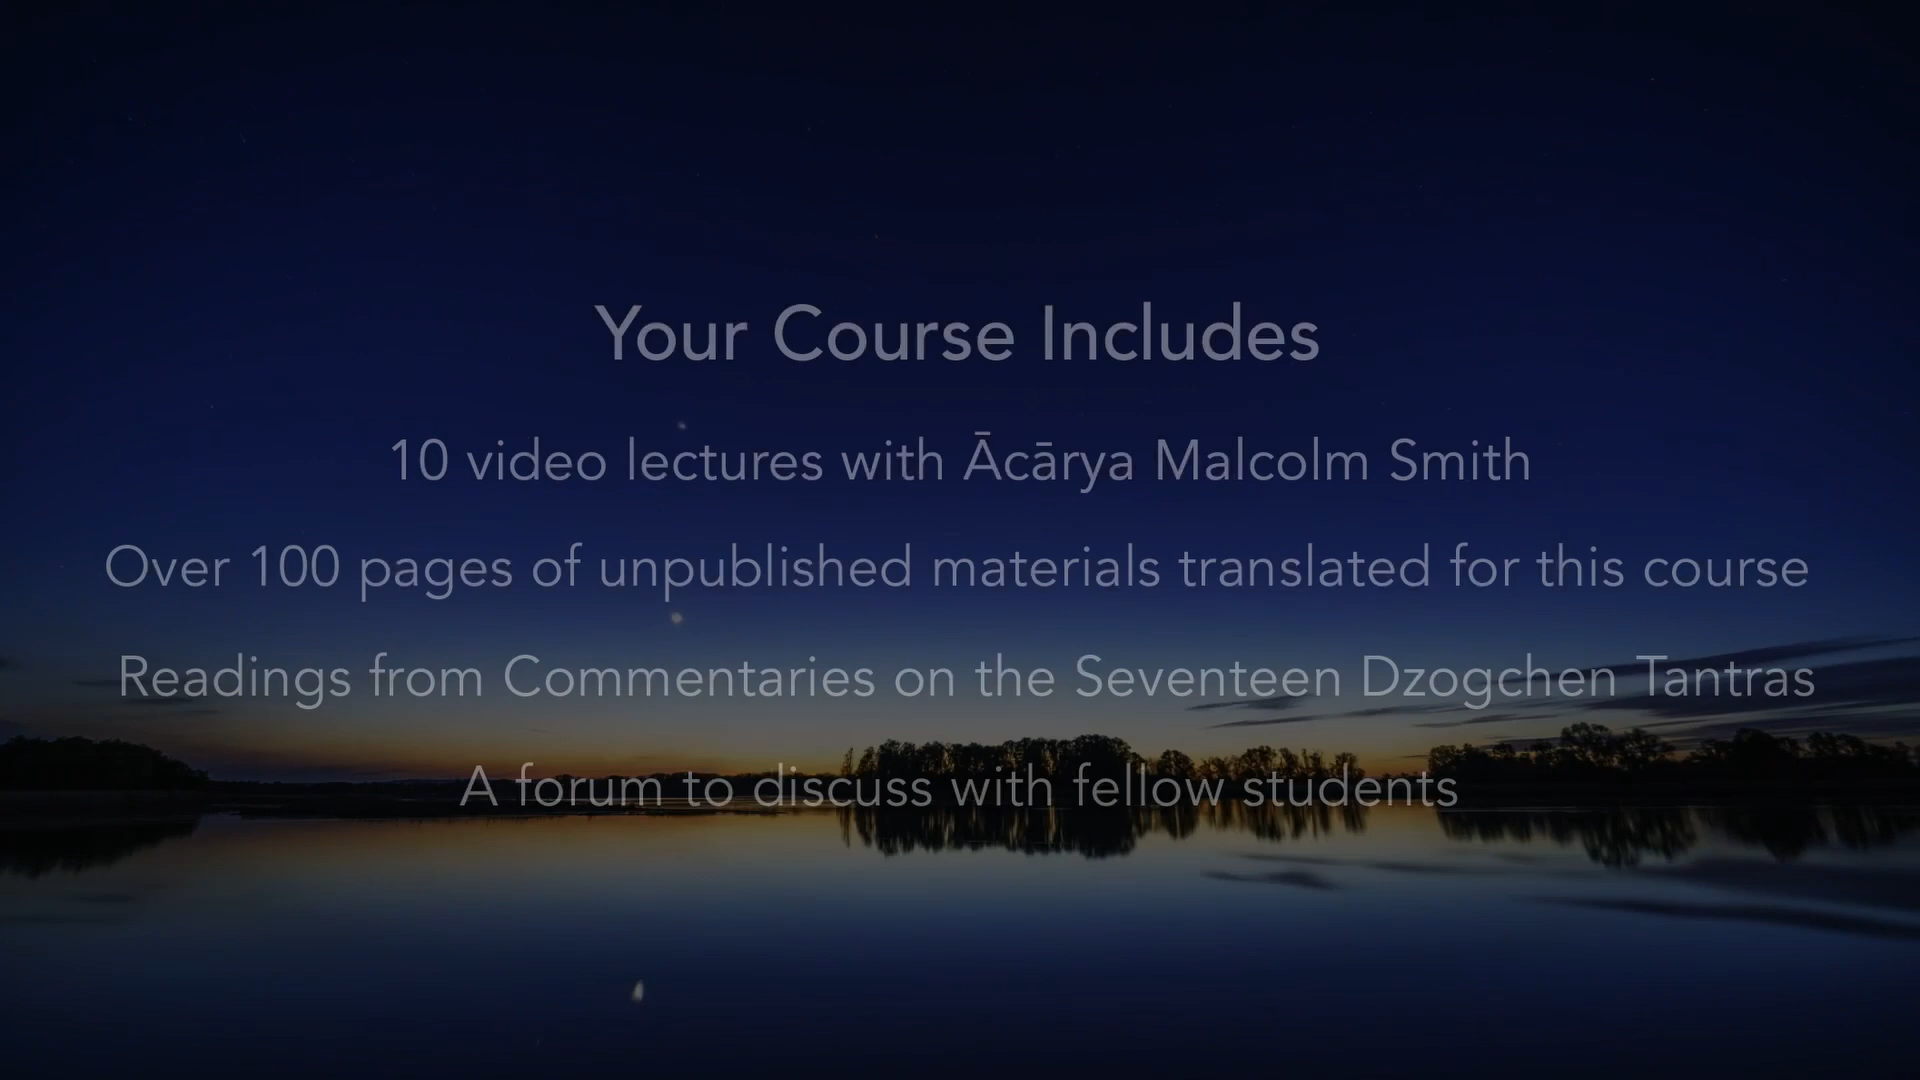 Your Course Includes
10 video lectures with Ācārya Malcolm Smith
Over 100 pages of unpublished materials translated for this course
Readings from Commentaries on the Seventeen Dzogchen Tantras
A forum to discuss with fellow students